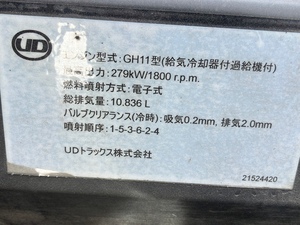 UD
エンジン型式:GH11型(給気冷却器付過給機付)
出力:279kW/1800 r.p.m.
燃料噴射方式:電子式
総排気量:10.836 L
バルブクリアランス(冷時):吸気0.2mm, 排気2.0mm
噴射順序:1-5-3-6-2-4
UDトラックス株式会社
21524420